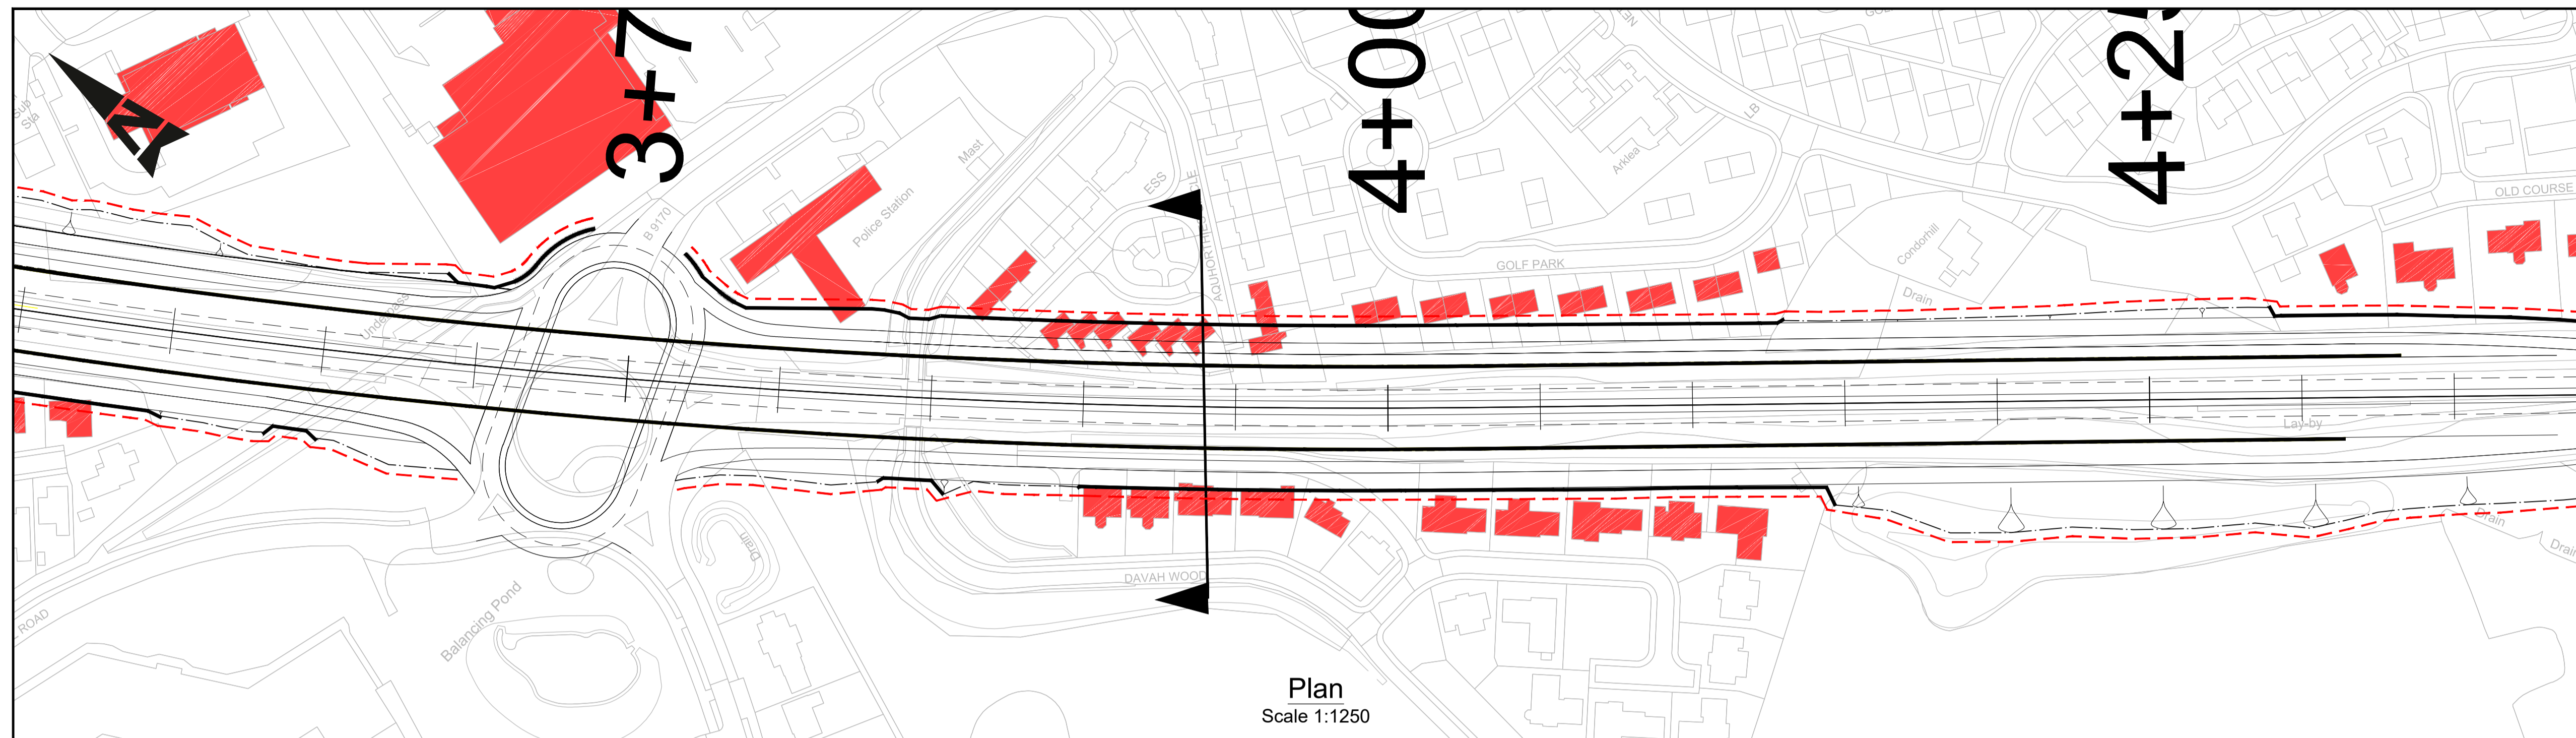 Sub
Sta
N
3+7
B 9170
Police Station
Mast
ESS
4+00
LB
Arklea
4+25
OLD COURSE
GOLF PARK
Condorhill
Drain
Underpass
Lay-by
Drain
Drain
Drain
DAVAH WOOD
Balancing Pond
ROAD
Plan
Scale 1:1250